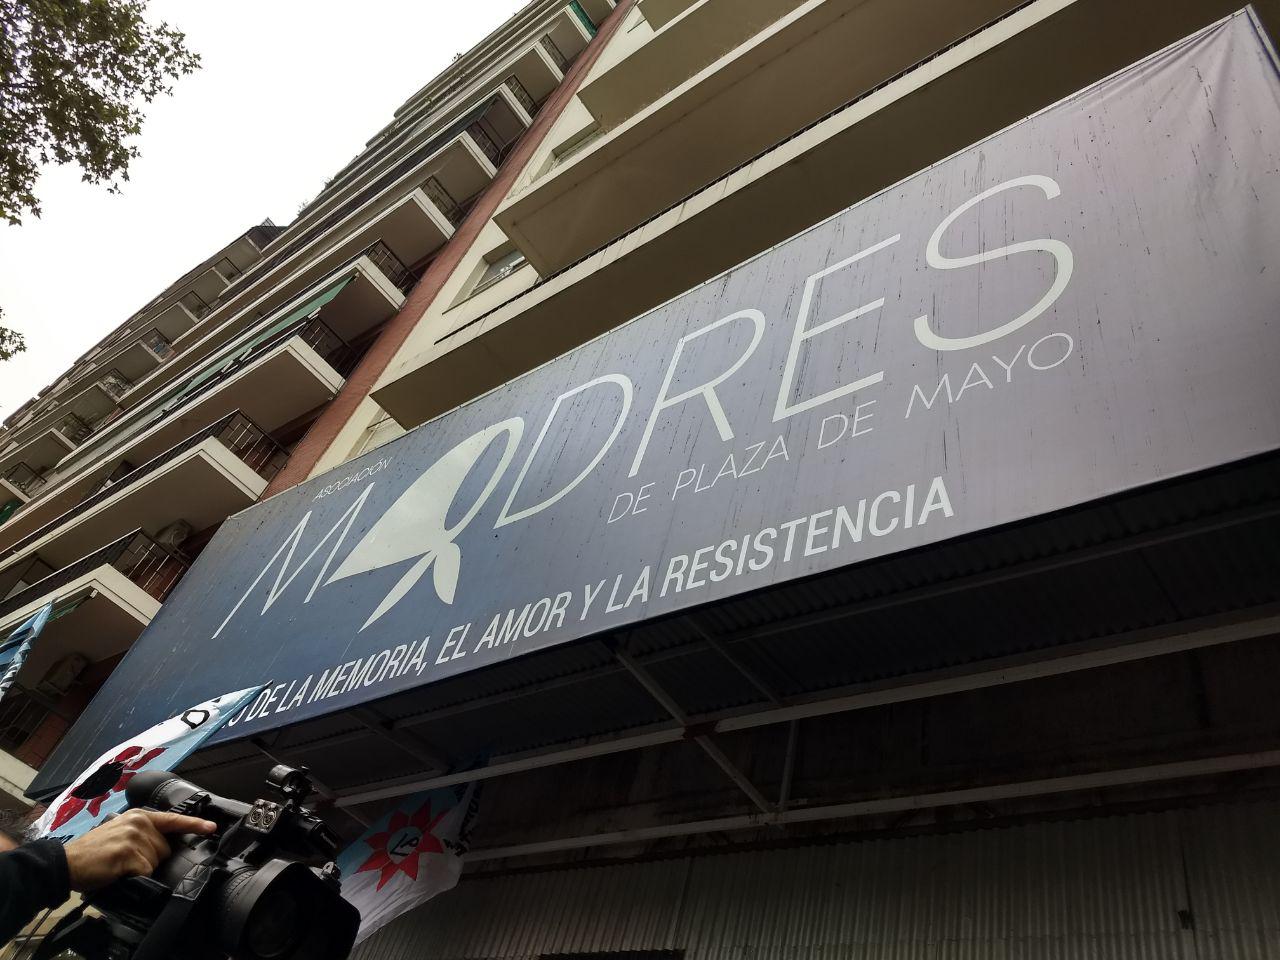 ASOCIACIÓN
MADRES
DE PLAZA DE MAYO
DE LA MEMORIA, EL AMOR Y LA RESISTENCIA